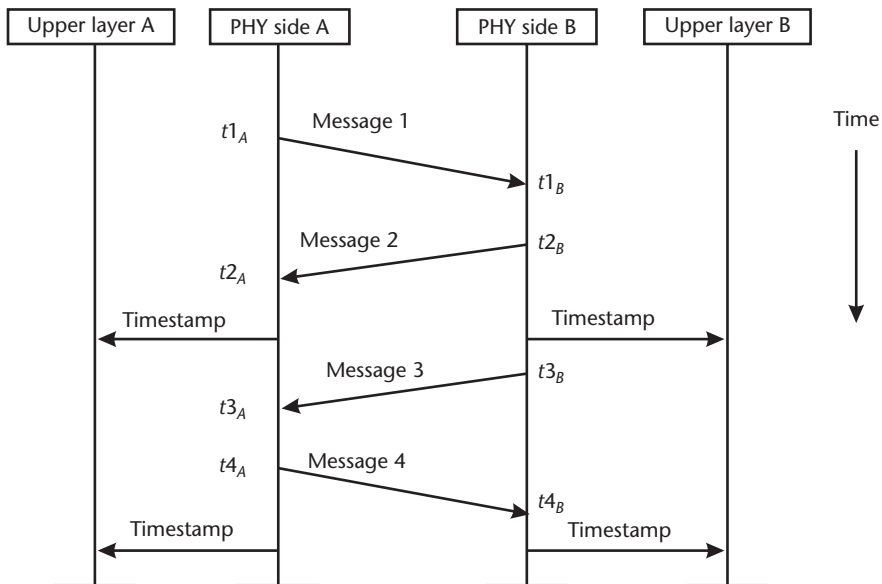 Upper layer A
PHY side A
PHY side B
Upper layer B
Time
Message 1
t1A
t1B
Message 2
t2B
t2A
Timestamp
Timestamp
Message 3
t3B
t3A
Message 4
t4A
t4B
Timestamp
Timestamp